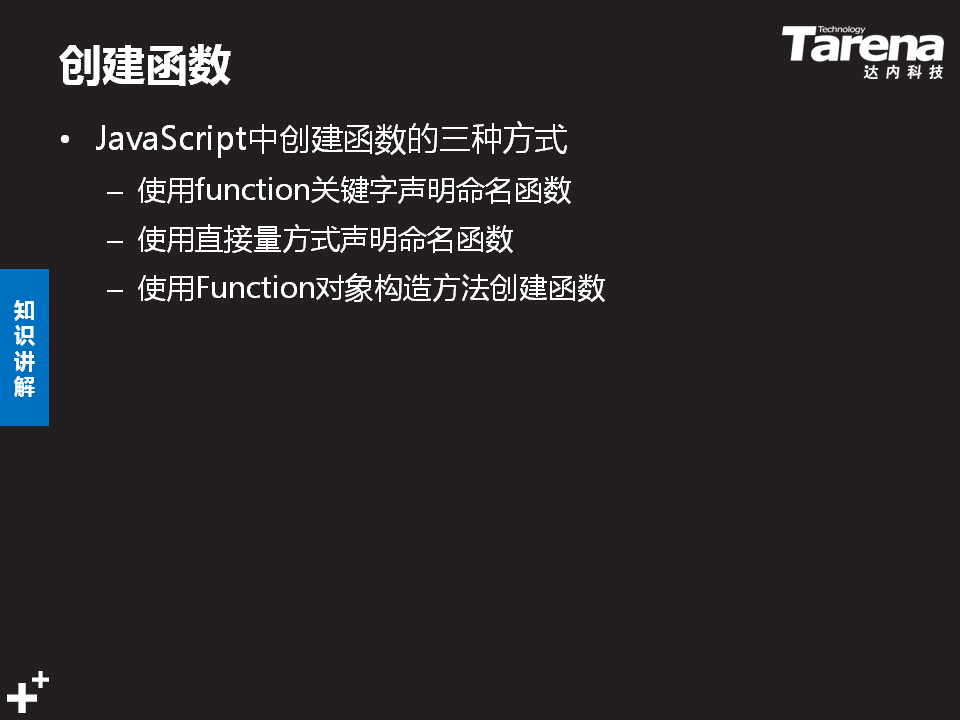 创建函数
Technology
Tarena
达内科技
• JavaScript中创建函数的三种方式
– 使用function关键字声明命名函数
– 使用直接量方式声明命名函数
– 使用Function对象构造方法创建函数
知
识
讲
解